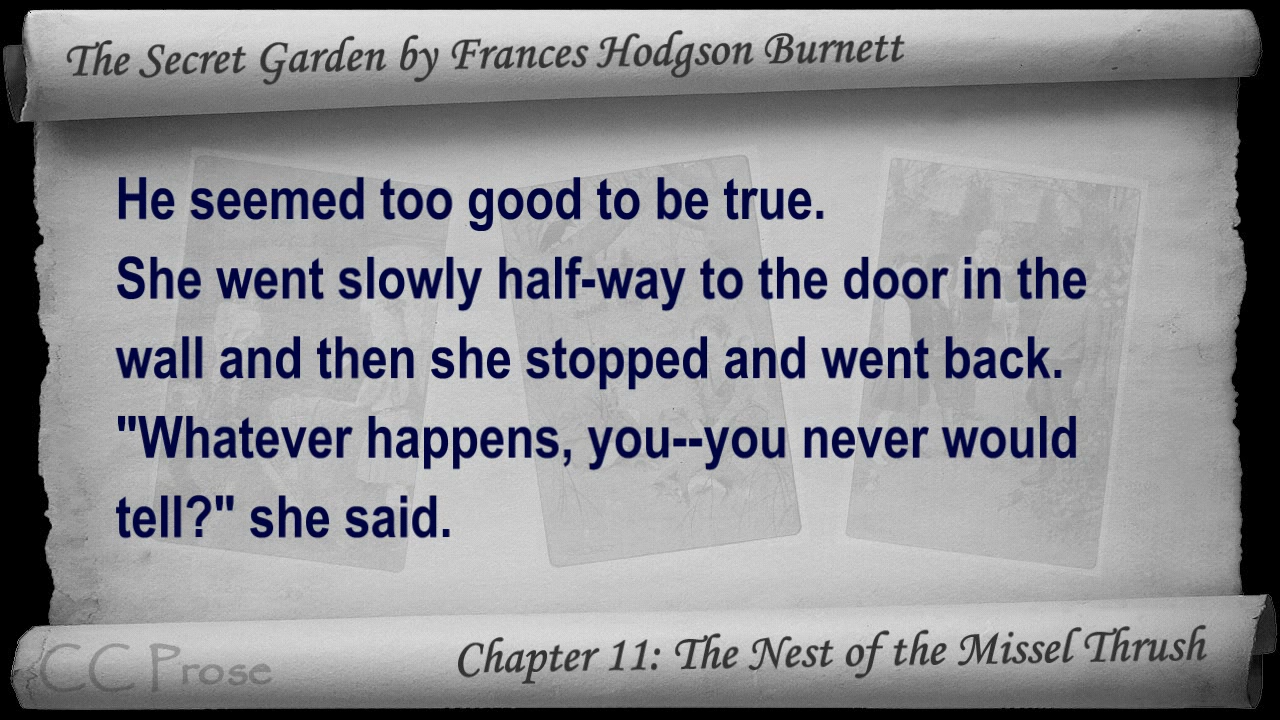 The Secret Garden by Frances Hodgson Burnett
He seemed too good to be true.
She went slowly half-way to the door in the
wall and then she stopped and went back.
"Whatever happens, you--you never would
tell?" she said.
CC Prose
Chapter 11: The Nest of the Missel Thrush